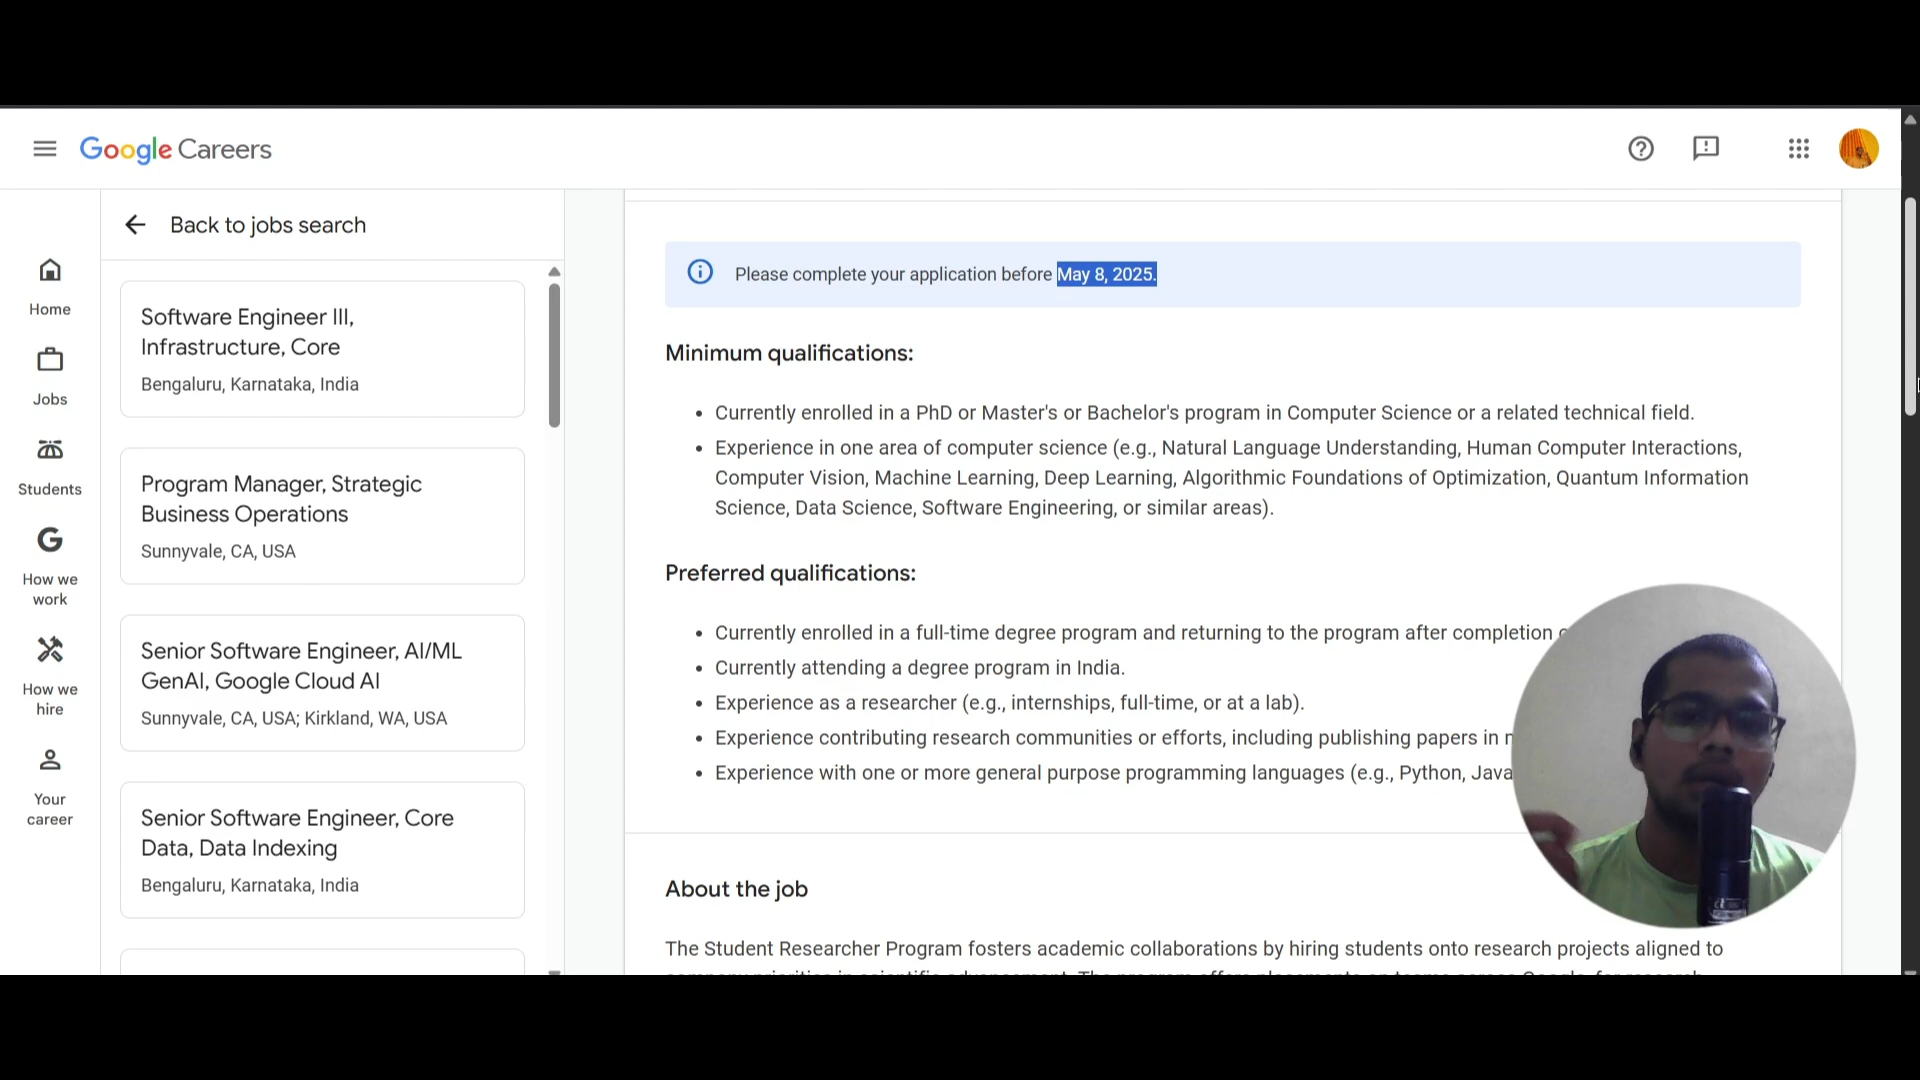 Google Careers
Back to jobs search
Home
Jobs
Students
How we
work
How we
hire
Your
career
Software Engineer III,
Infrastructure, Core
Bengaluru, Karnataka, India
Program Manager, Strategic
Business Operations
Sunnyvale, CA, USA
Senior Software Engineer, AI/ML
GenAI, Google Cloud AI
Sunnyvale, CA, USA; Kirkland, WA, USA
Senior Software Engineer, Core
Data, Data Indexing
Bengaluru, Karnataka, India
Please complete your application before May 8, 2025.
Minimum qualifications:
• Currently enrolled in a PhD or Master's or Bachelor's program in Computer Science or a related technical field.
• Experience in one area of computer science (e.g., Natural Language Understanding, Human Computer Interactions,
Computer Vision, Machine Learning, Deep Learning, Algorithmic Foundations of Optimization, Quantum Information
Science, Data Science, Software Engineering, or similar areas).
Preferred qualifications:
• Currently enrolled in a full-time degree program and returning to the program after completion
• Currently attending a degree program in India.
• Experience as a researcher (e.g., internships, full-time, or at a lab).
• Experience contributing research communities or efforts, including publishing papers in
• Experience with one or more general purpose programming languages (e.g., Python, Java
About the job
The Student Researcher Program fosters academic collaborations by hiring students onto research projects aligned to